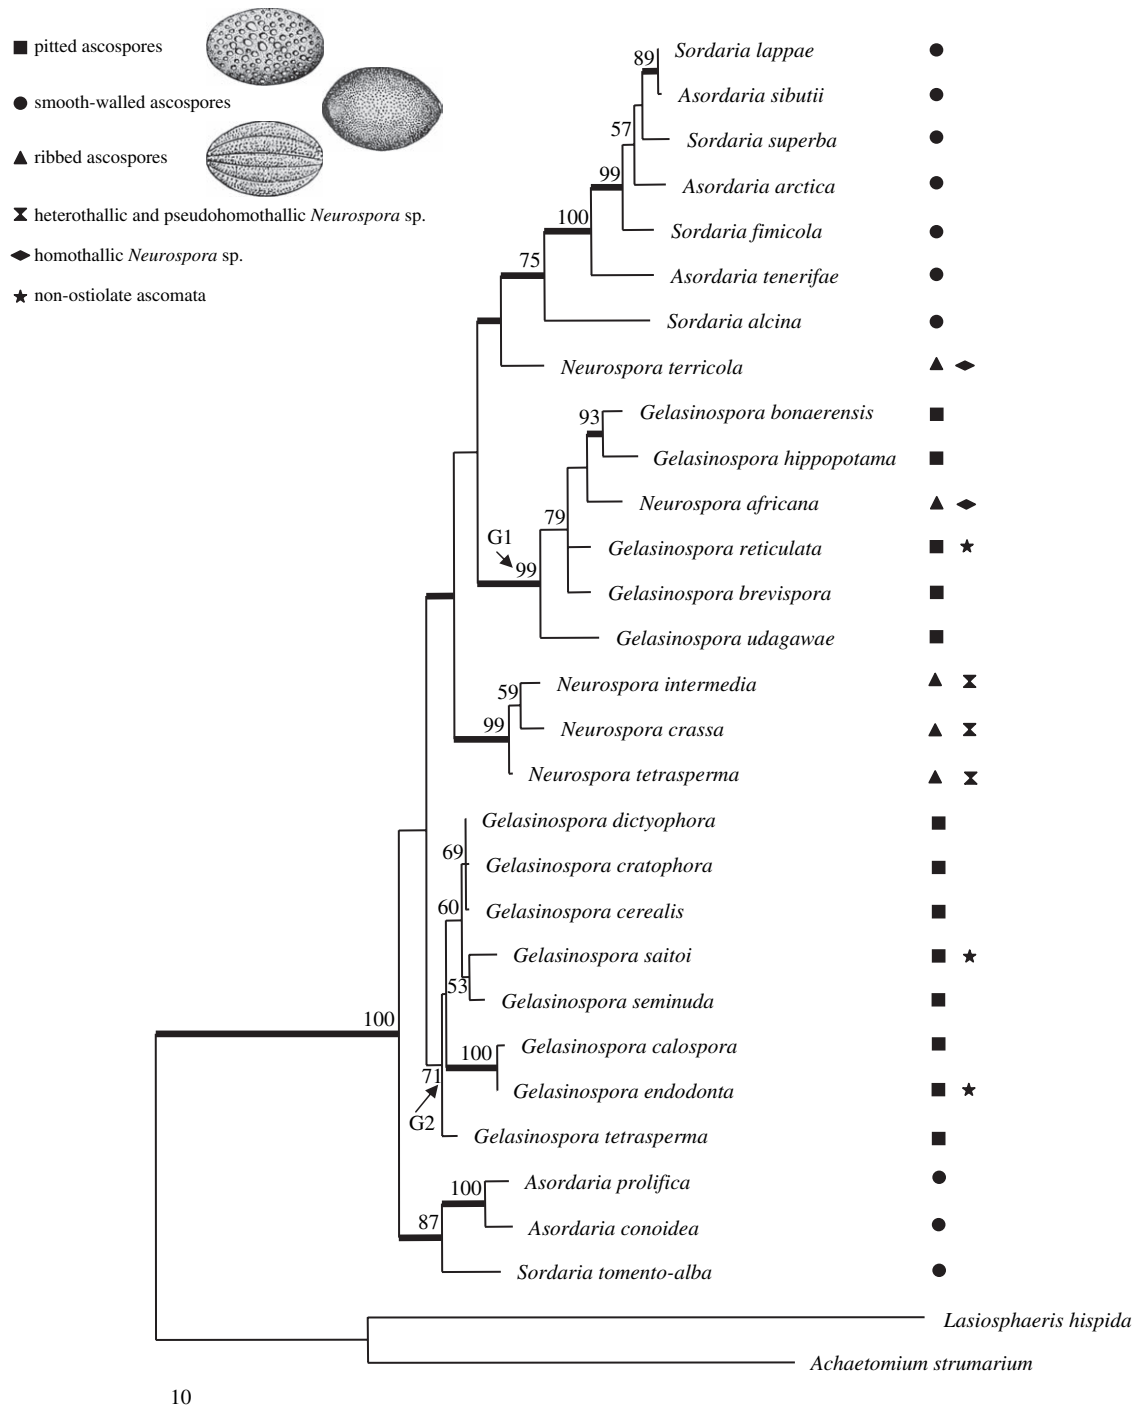 pitted ascospores
smooth-walled ascospores
ribbed ascospores
heterothallic and pseudohomothallic Neurospora sp.
homothallic Neurospora sp.
non-ostiolate ascomata
89
Sordaria lappae
Asordaria sibutii
57
Sordaria superba
99
Asordaria arctica
100
Sordaria fimicola
75
Asordaria tenerifae
Sordaria alcina
Neurospora terricola
93
Gelasinospora bonaerensis
Gelasinospora hippopotama
Neurospora africana
79
G1
Gelasinospora reticulata
99
Gelasinospora brevispora
Gelasinospora udagawae
59
Neurospora intermedia
99
Neurospora crassa
Neurospora tetrasperma
Gelasinospora dictyophora
69
Gelasinospora cratophora
60
Gelasinospora cerealis
Gelasinospora saitoi
53
Gelasinospora seminuda
100
100
Gelasinospora calospora
71
Gelasinospora endodonta
G2
Gelasinospora tetrasperma
100
Asordaria prolifica
87
Asordaria conoidea
Sordaria tomento-alba
Lasiosphaeris hispida
Achaetomium strumarium
10